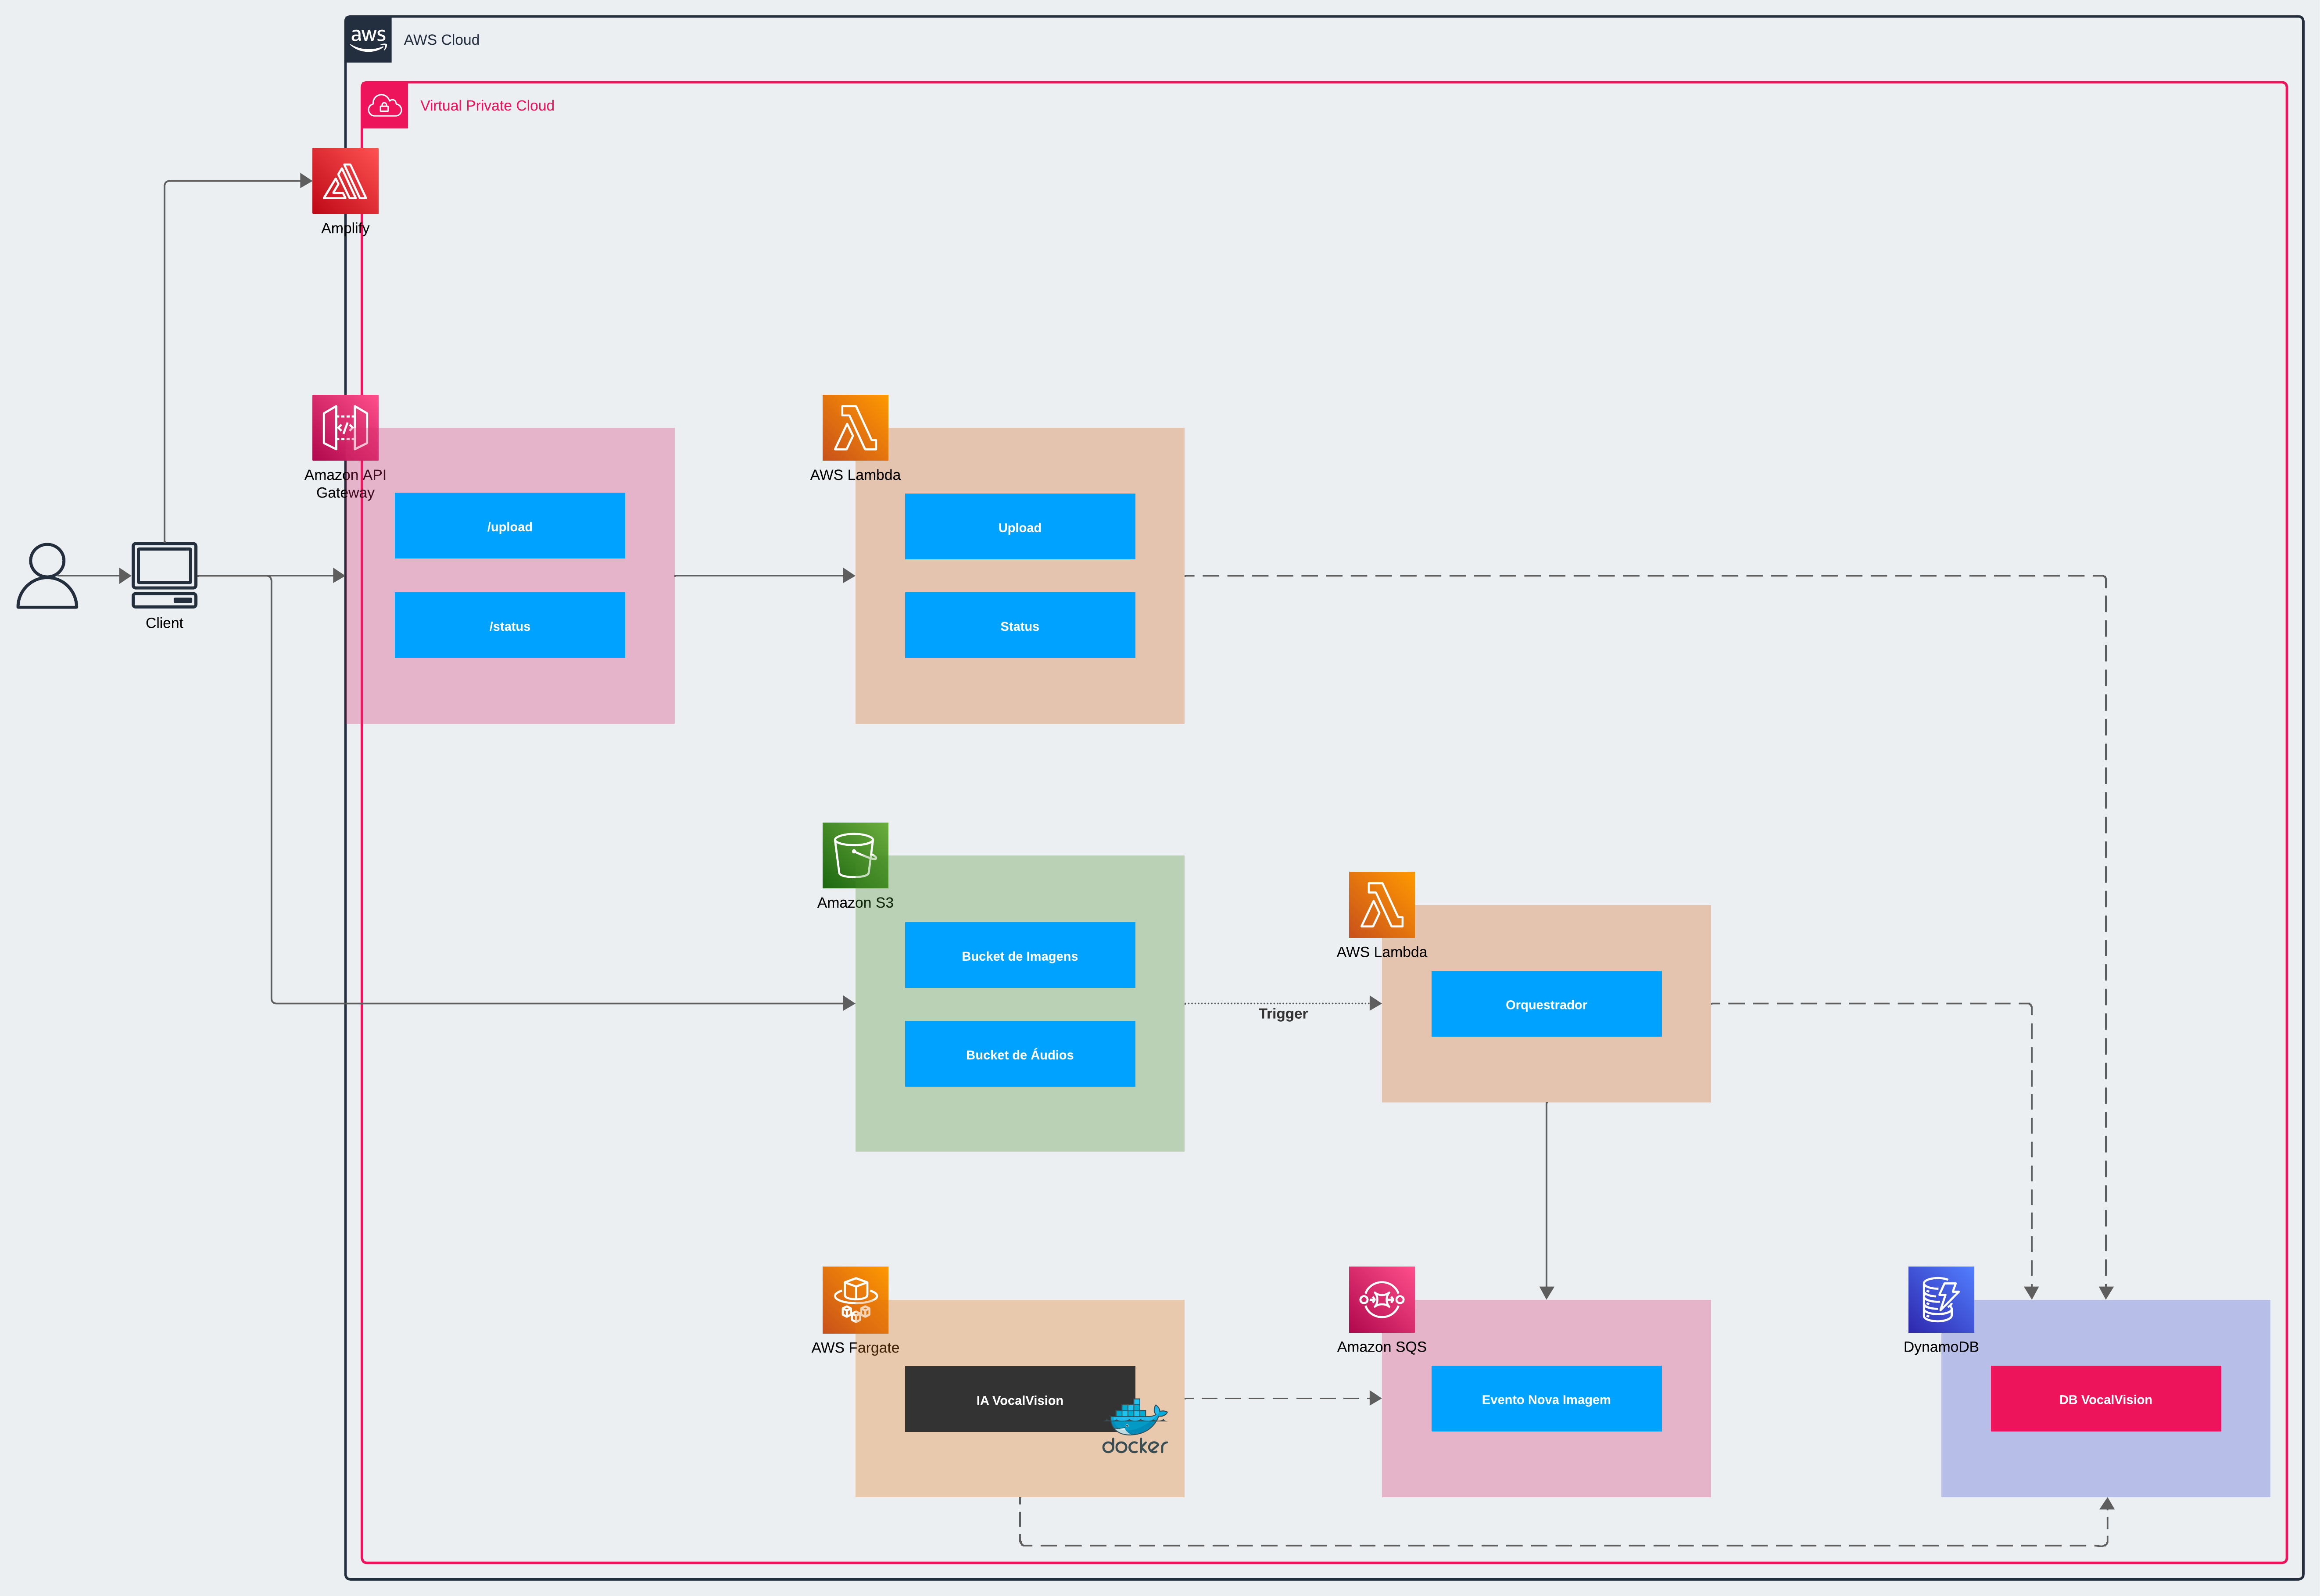 aws
AWS Cloud
Virtual Private Cloud
Amplify
Amazon API
Gateway
/upload
/status
AWS Lambda
Upload
Status
Client
Amazon S3
Bucket de Imagens
Bucket de Áudios
Trigger
AWS Lambda
Orquestrador
AWS Fargate
IA VocalVision
docker
Amazon SQS
Evento Nova Imagem
DynamoDB
DB VocalVision